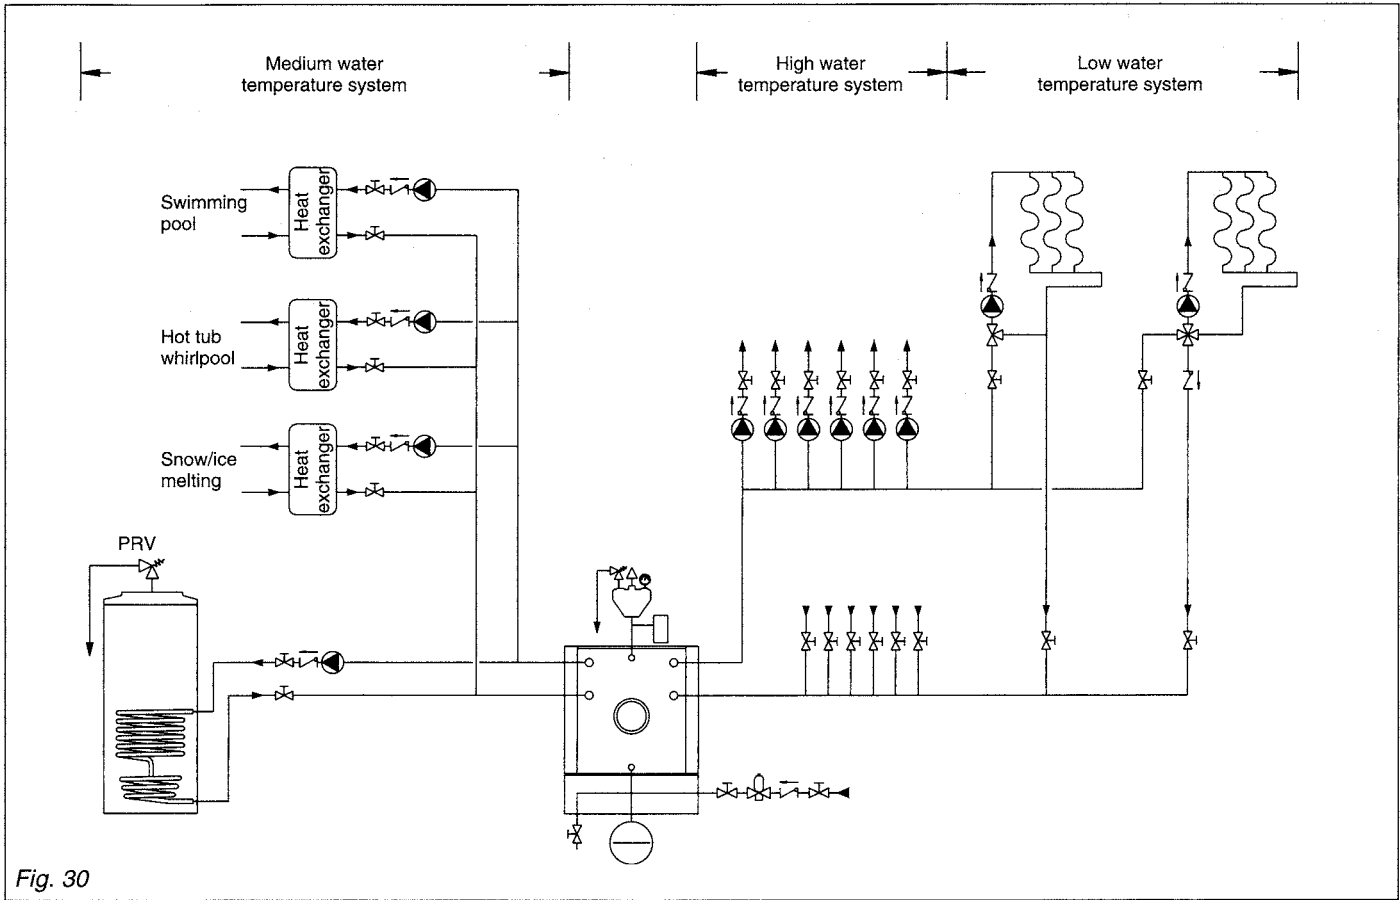 Medium water
temperature system
High water
temperature system
Low water
temperature system
Swimming
pool
Heat
exchanger
Hot tub
whirlpool
Heat
exchanger
Snow/ice
melting
Heat
exchanger
PRV
Fig. 30